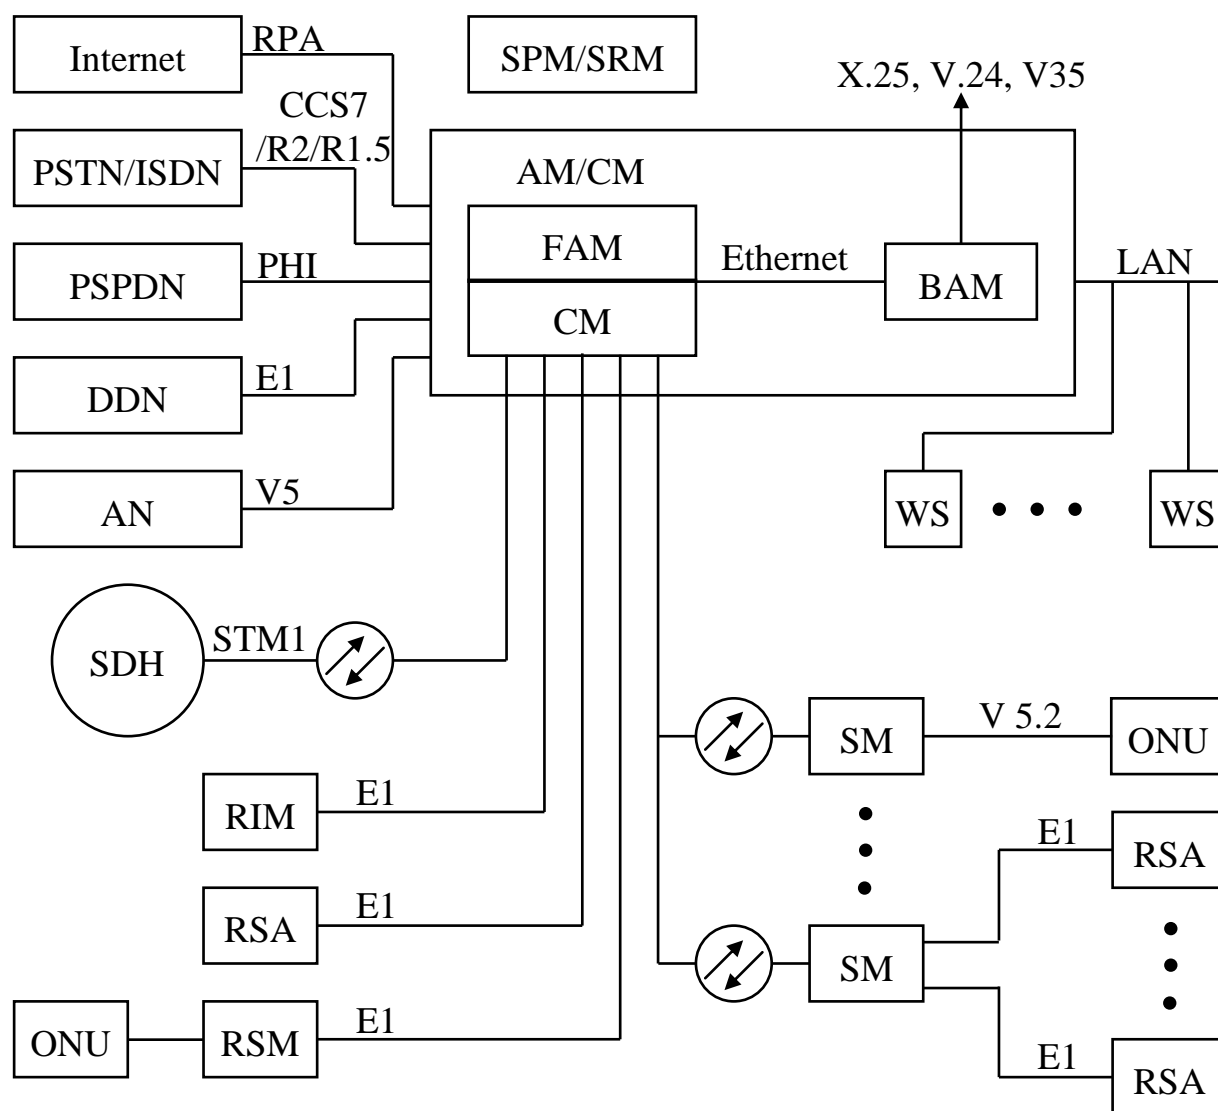 Internet
RPA
SPM/SRM
X.25, V.24, V35
CCS7
/R2/R1.5
PSTN/ISDN
AM/CM
FAM
Ethernet
BAM
LAN
PSPDN
PHI
CM
DDN
E1
AN
V5
WS
WS
SDH
STM1
SM
V 5.2
ONU
RIM
E1
E1
RSA
RSA
E1
SM
ONU
RSM
E1
E1
RSA